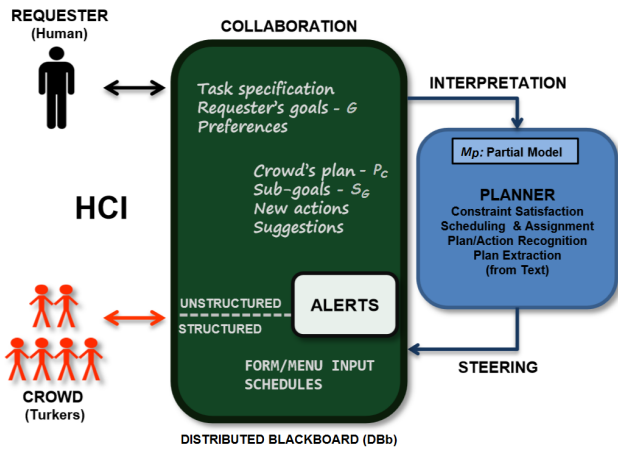 REQUESTER
(Human)
COLLABORATION
Task specification
Requester's goals - G
Preferences
INTERPRETATION
Crowd's plan - PC
Sub-goals - SG
New actions
Suggestions
HCI
MP: Partial Model
PLANNER
Constraint Satisfaction
Scheduling & Assignment
Plan/Action Recognition
Plan Extraction
(from Text)
UNSTRUCTURED
STRUCTURED
ALERTS
FORM/MENU INPUT
SCHEDULES
STEERING
CROWD
(Turkers)
DISTRIBUTED BLACKBOARD (DBb)